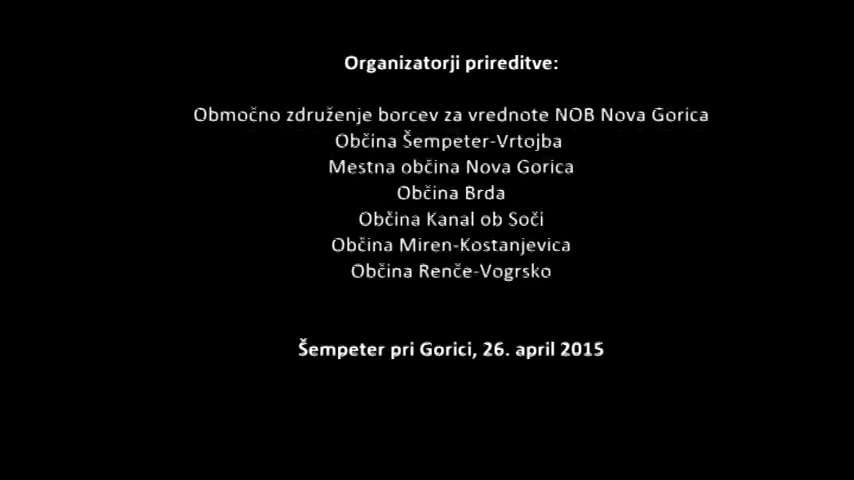 Organizatorji prireditve:
Območno združenje borcev za vrednote NOB Nova Gorica
Občina Šempeter-Vrtojba
Mestna občina Nova Gorica
Občina Brda
Občina Kanal ob Soči
Občina Miren-Kostanjevica
Občina Renče-Vogrsko
Šempeter pri Gorici, 26. april 2015